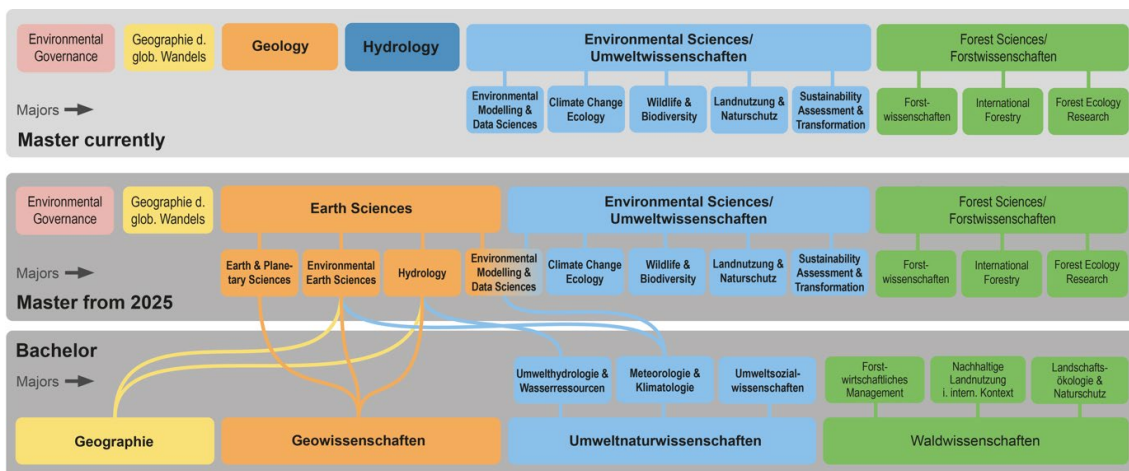 Environmental
Governance
Geographie d.
glob. Wandels
Geology
Hydrology
Environmental Sciences/
Umweltwissenschaften
Forest Sciences/
Forstwissenschaften
Majors
Environmental
Modelling &
Data Sciences
Climate Change
Ecology
Wildlife &
Biodiversity
Landnutzung &
Naturschutz
Sustainability
Assessment &
Transformation
Forst-
wissenschaften
International
Forestry
Forest Ecology
Research
Master currently
Environmental
Governance
Geographie d.
glob. Wandels
Earth Sciences
Environmental Sciences/
Umweltwissenschaften
Forest Sciences/
Forstwissenschaften
Majors
Earth & Plane-
tary Sciences
Environmental
Earth Sciences
Hydrology
Environmental
Modelling &
Data Sciences
Climate Change
Ecology
Wildlife &
Biodiversity
Landnutzung &
Naturschutz
Sustainability
Assessment &
Transformation
Forst-
wissenschaften
International
Forestry
Forest Ecology
Research
Master from 2025
Bachelor
Majors
Umwelthydrologie &
Wasserressourcen
Meteorologie &
Klimatologie
Umweltsozial-
wissenschaften
Forst-
wirtschaftliches
Management
Nachhaltige
Landnutzung
i. intern. Kontext
Landschafts-
ökologie &
Naturschutz
Geographie
Geowissenschaften
Umweltnaturwissenschaften
Waldwissenschaften